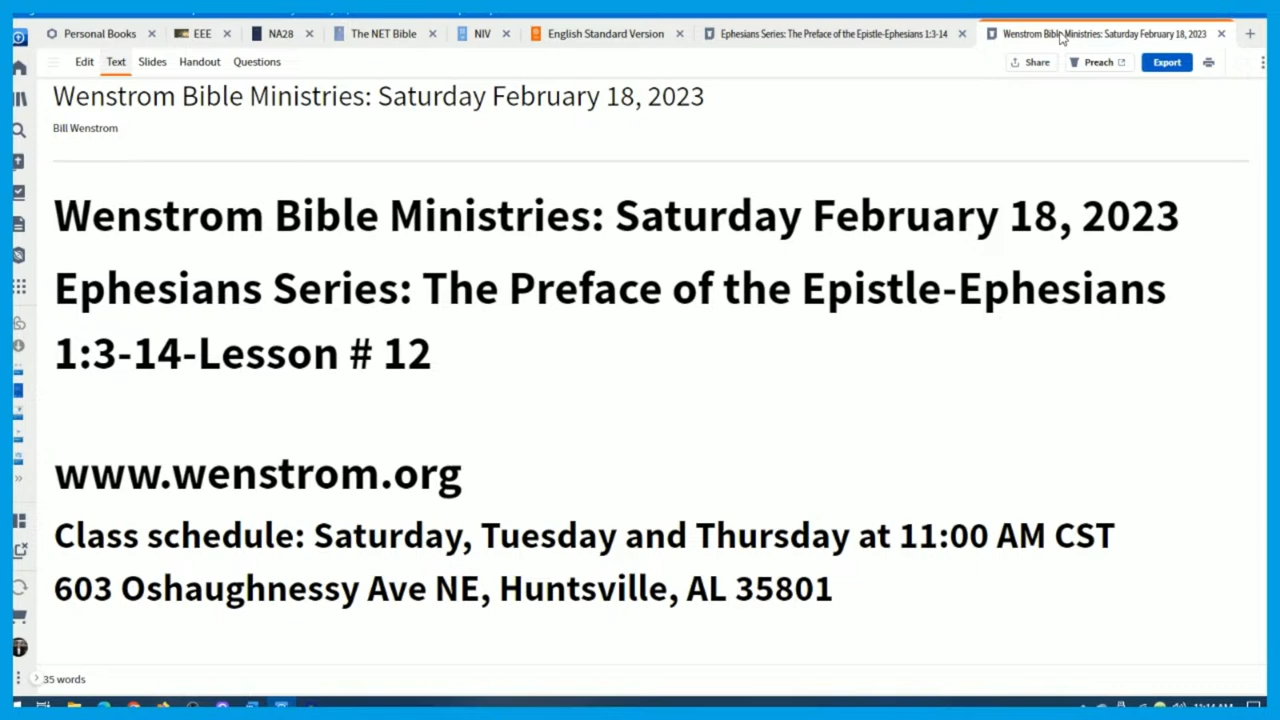 Personal Books
EEE
NA28
The NET Bible
NIV
English Standard Version
Ephesians Series: The Preface of the Epistle-Ephesians 1:3-14
Wenstrom Bible Ministries: Saturday February 18, 2023
Edit Text Slides Handout Questions
Share Preach Export
Wenstrom Bible Ministries: Saturday February 18, 2023
Bill Wenstrom
Wenstrom Bible Ministries: Saturday February 18, 2023
Ephesians Series: The Preface of the Epistle-Ephesians
1:3-14-Lesson # 12
www.wenstrom.org
Class schedule: Saturday, Tuesday and Thursday at 11:00 AM CST
603 Oshaughnessy Ave NE, Huntsville, AL 35801
35 words